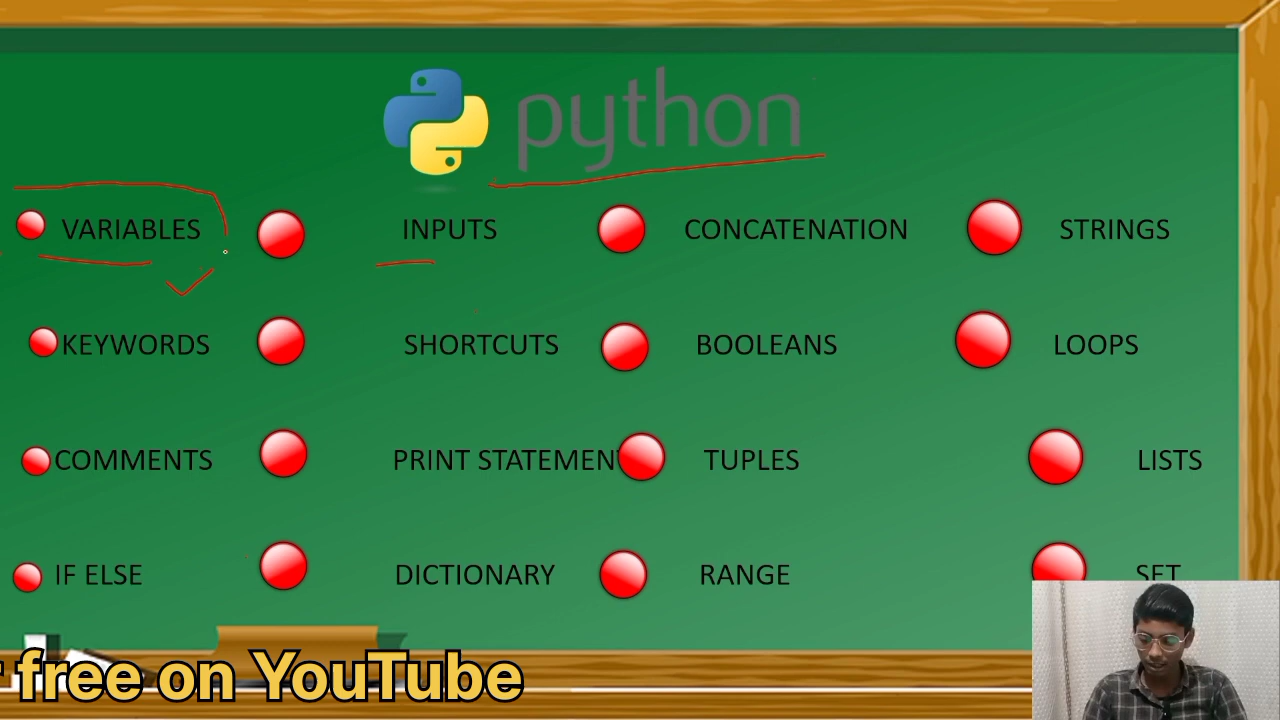 python
VARIABLES INPUTS CONCATENATION STRINGS
KEYWORDS SHORTCUTS BOOLEANS LOOPS
COMMENTS PRINT STATEMENT TUPLES LISTS
IF ELSE DICTIONARY RANGE SET
free on YouTube